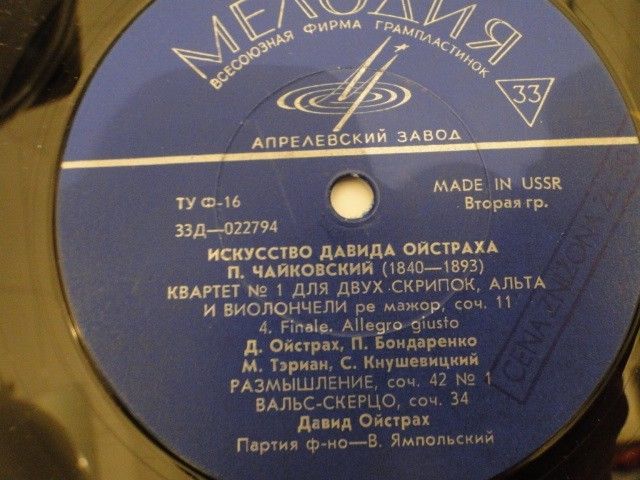 МЕЛОДИЯ
ВСЕСОЮЗНАЯ ФИРМА ГРАМПЛАСТИНОК
33
АПРЕЛЕВСКИЙ ЗАВОД
ТУ Ф-16
MADE IN USSR
33Д—022794
Вторая гр.
ИСКУССТВО ДАВИДА ОЙСТРАХА
П. ЧАЙКОВСКИЙ (1840—1893)
КВАРТЕТ № 1 ДЛЯ ДВУХ СКРИПОК, АЛЬТА
И ВИОЛОНЧЕЛИ ре мажор, соч. 11
4. Finale. Allegro giusto
Д. Ойстрах, П. Бондаренко
М. Тэриан, С. Кнушевицкий
РАЗМЫШЛЕНИЕ, соч. 42 № 1
ВАЛЬС-СКЕРЦО, соч. 34
Давид Ойстрах
Партия ф-но—В. Ямпольский
CENA ZNIŻONA